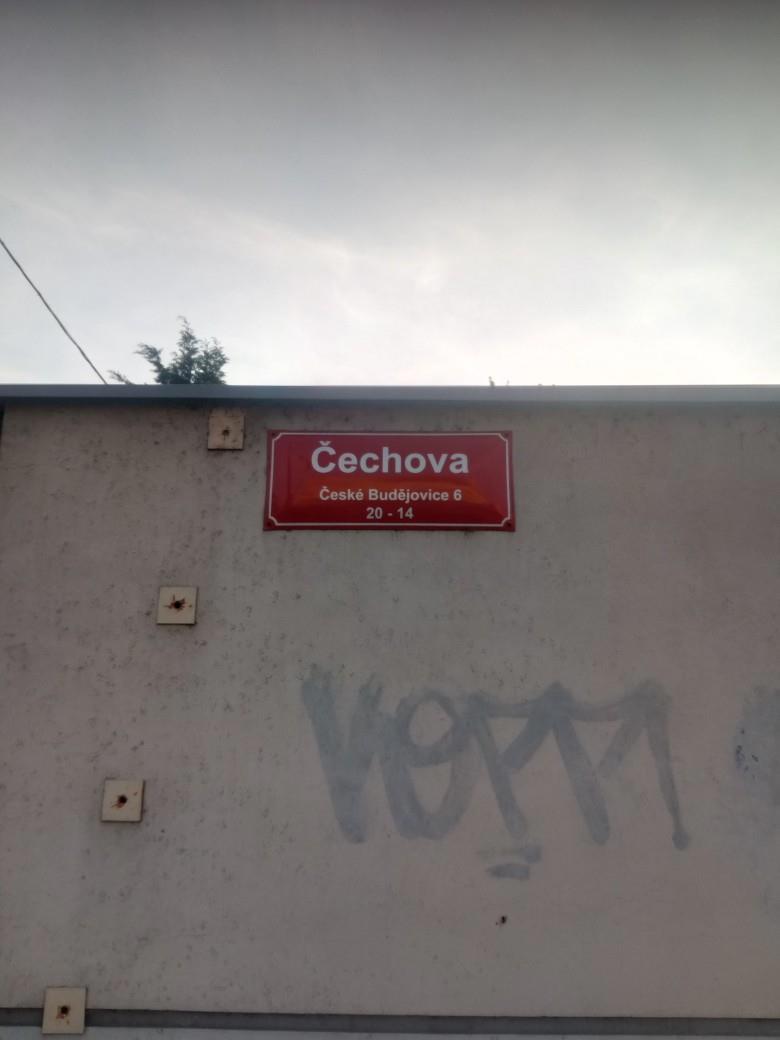 Čechova
České Budějovice 6
20 - 14